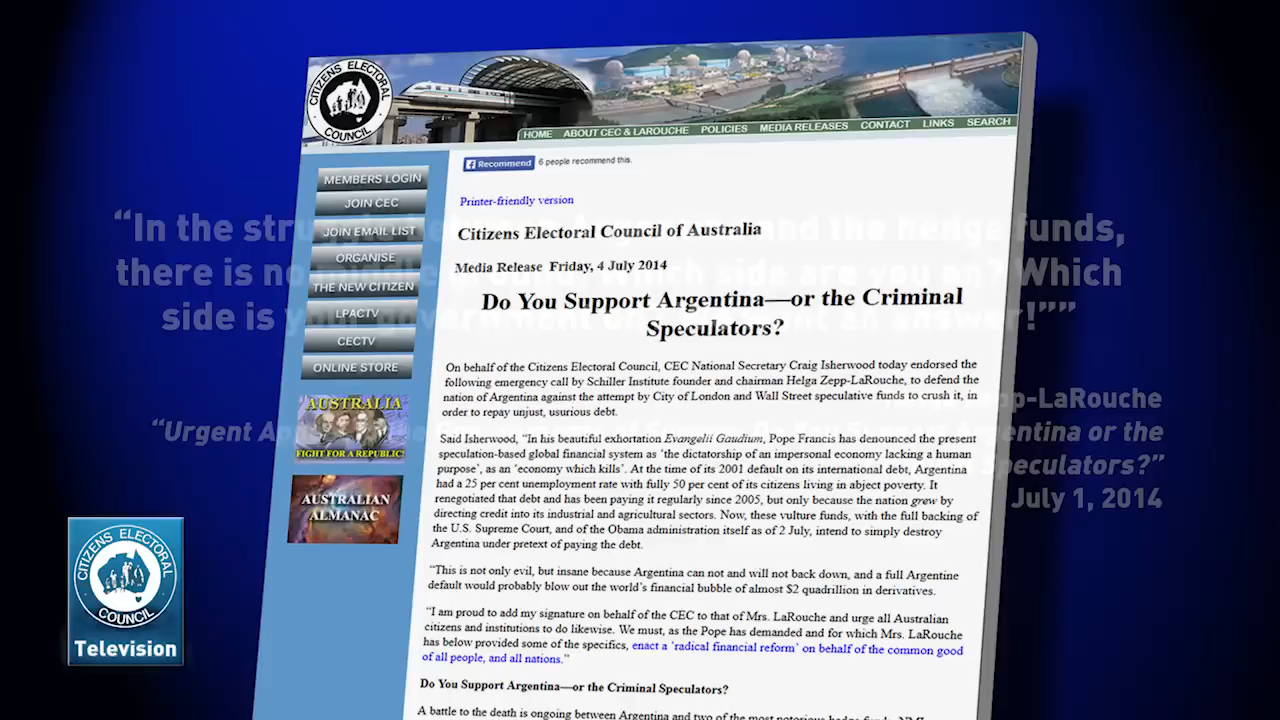 CITIZENS ELECTORAL COUNCIL
HOME ABOUT CEC & LAROUCHE POLICIES MEDIA RELEASES CONTACT LINKS SEARCH
MEMBERS LOGIN
JOIN CEC
JOIN EMAIL LIST
ORGANISE
THE NEW CITIZEN
LPACTV
CECTV
ONLINE STORE
AUSTRALIA
FIGHT FOR A REPUBLIC!
AUSTRALIAN
ALMANAC
Recommend 6 people recommend this.
Printer-friendly version
Citizens Electoral Council of Australia
Media Release Friday, 4 July 2014
Do You Support Argentina—or the Criminal
Speculators?
On behalf of the Citizens Electoral Council, CEC National Secretary Craig Isherwood today endorsed the
following emergency call by Schiller Institute founder and chairman Helga Zepp-LaRouche, to defend the
nation of Argentina against the attempt by City of London and Wall Street speculative funds to crush it, in
order to repay unjust, usurious debt.
Said Isherwood, “In his beautiful exhortation Evangelii Gaudium, Pope Francis has denounced the present
speculation-based global financial system as ‘the dictatorship of an impersonal economy lacking a human
purpose’, as an ‘economy which kills’. At the time of its 2001 default on its international debt, Argentina
had a 25 per cent unemployment rate with fully 50 per cent of its citizens living in abject poverty. It
renegotiated that debt and has been paying it regularly since 2005, but only because the nation grew by
directing credit into its industrial and agricultural sectors. Now, these vulture funds, with the full backing of
the U.S. Supreme Court, and of the Obama administration itself as of 2 July, intend to simply destroy
Argentina under pretext of paying the debt.
“This is not only evil, but insane because Argentina can not and will not back down, and a full Argentine
default would probably blow out the world’s financial bubble of almost $2 quadrillion in derivatives.
“I am proud to add my signature on behalf of the CEC to that of Mrs. LaRouche and urge all Australian
citizens and institutions to do likewise. We must, as the Pope has demanded and for which Mrs. LaRouche
has below provided some of the specifics, enact a ‘radical financial reform’ on behalf of the common good
of all people, and all nations.”
Do You Support Argentina—or the Criminal Speculators?
A battle to the death is ongoing between Argentina and two of the most notorious hedge funds, NML
“In the struggle and the hedge funds,
there is no which side are you on? Which
side is your government an answer!””
Zepp-LaRouche
“Urgent Argentina or the
Speculators?”
July 1, 2014
CITIZENS ELECTORAL COUNCIL
Television